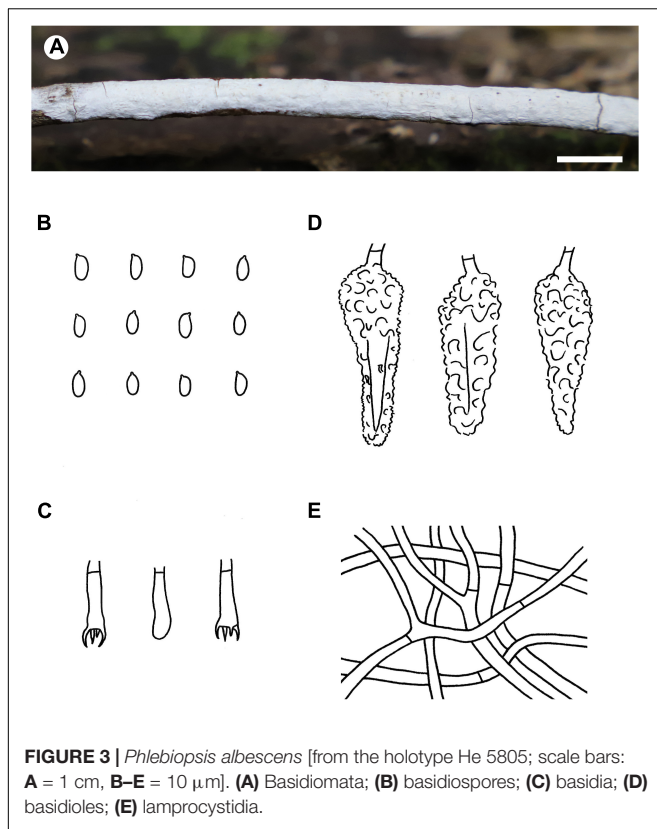 A
B
D
C
E
FIGURE 3 | Phlebiopsis albescens [from the holotype He 5805; scale bars:
A = 1 cm, B–E = 10 μm]. (A) Basidiomata; (B) basidiospores; (C) basidia; (D)
basidioles; (E) lamprocystidia.